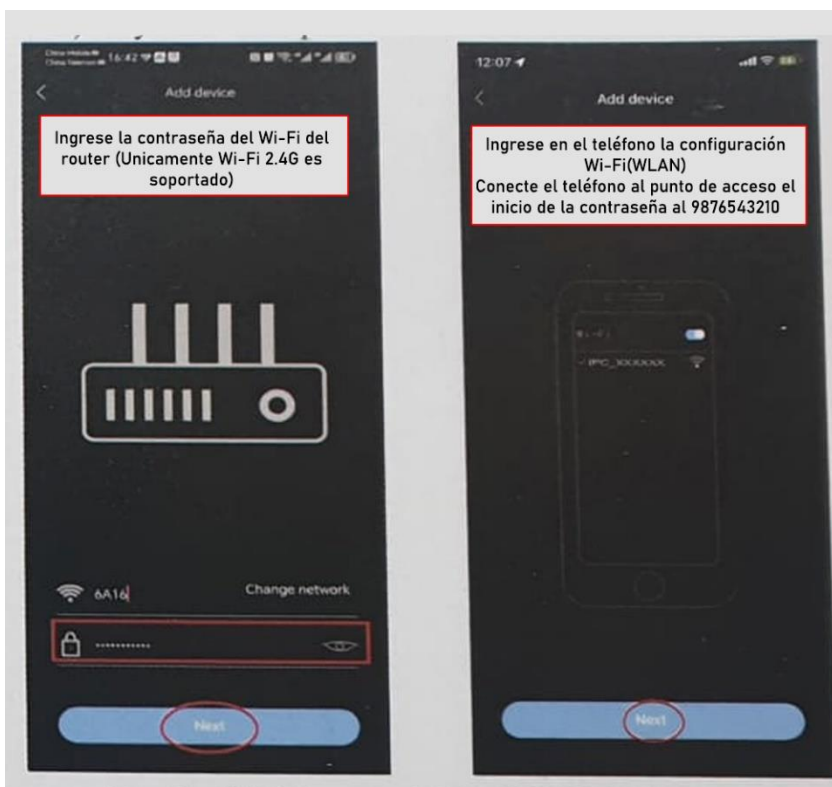 16:42
Add device
Ingrese la contraseña del Wi-Fi del
router (Unicamente Wi-Fi 2.4G es
soportado)
6A16
Change network
Next
12:07
Add device
Ingrese en el teléfono la configuración
Wi-Fi(WLAN)
Conecte el teléfono al punto de acceso el
inicio de la contraseña al 9876543210
Wi-Fi
IPC_XXXXXX
Next